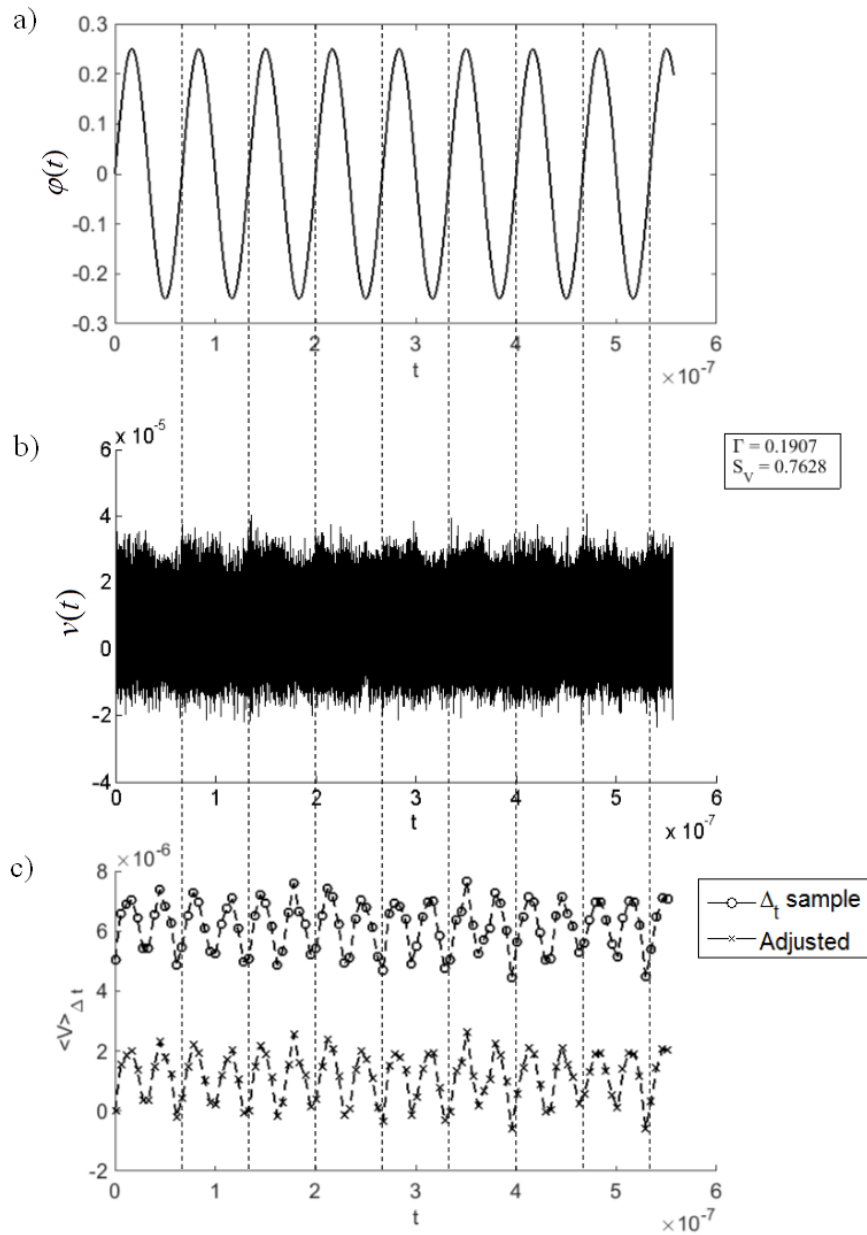 a)
0.3
0.2
0.1
0
-0.1
-0.2
-0.3
φ(t)
0 1 2 3 4 5 6
t
×10⁻⁷
b)
x 10⁻⁵
6
4
2
0
-2
-4
v(t)
0 1 2 3 4 5 6
t
x 10⁻⁷
Γ = 0.1907
S_V = 0.7628
c)
×10⁻⁶
8
6
4
2
0
-2
<V>_Δ t
0 1 2 3 4 5 6
t
×10⁻⁷
Δ_t sample
Adjusted